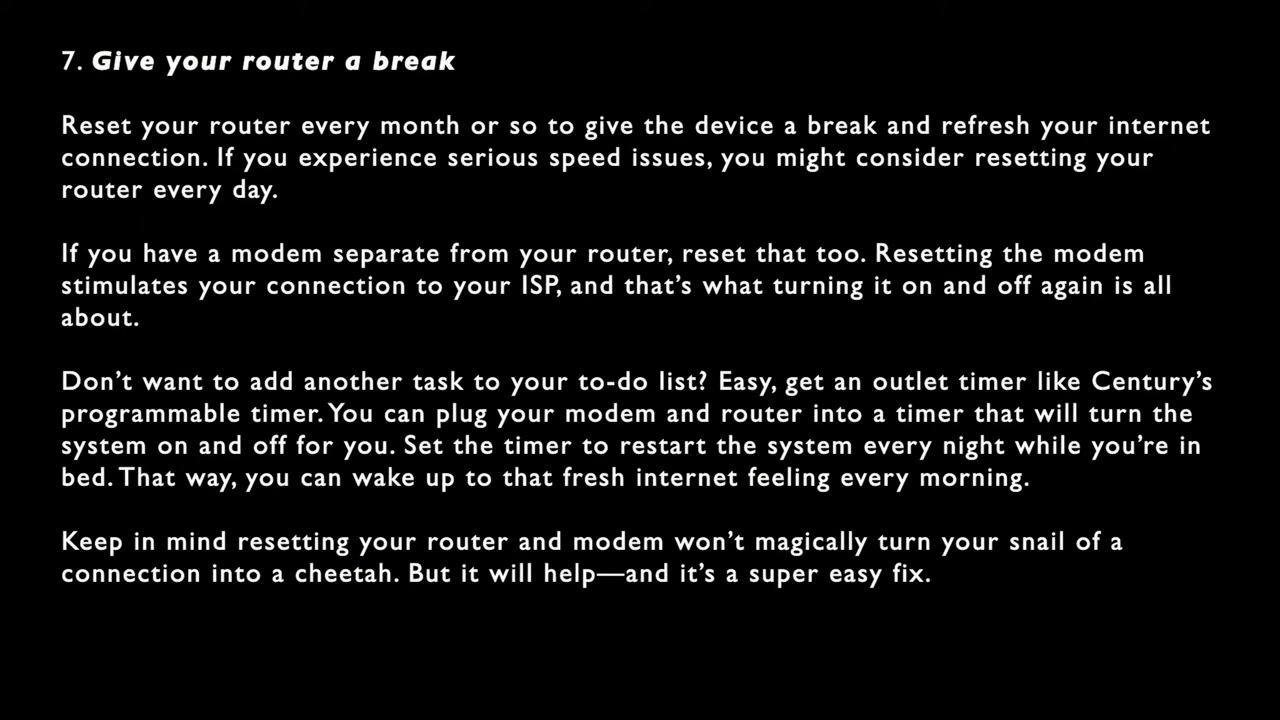 7. Give your router a break
Reset your router every month or so to give the device a break and refresh your internet
connection. If you experience serious speed issues, you might consider resetting your
router every day.
If you have a modem separate from your router, reset that too. Resetting the modem
stimulates your connection to your ISP, and that’s what turning it on and off again is all
about.
Don’t want to add another task to your to-do list? Easy, get an outlet timer like Century’s
programmable timer. You can plug your modem and router into a timer that will turn the
system on and off for you. Set the timer to restart the system every night while you’re in
bed. That way, you can wake up to that fresh internet feeling every morning.
Keep in mind resetting your router and modem won’t magically turn your snail of a
connection into a cheetah. But it will help—and it’s a super easy fix.